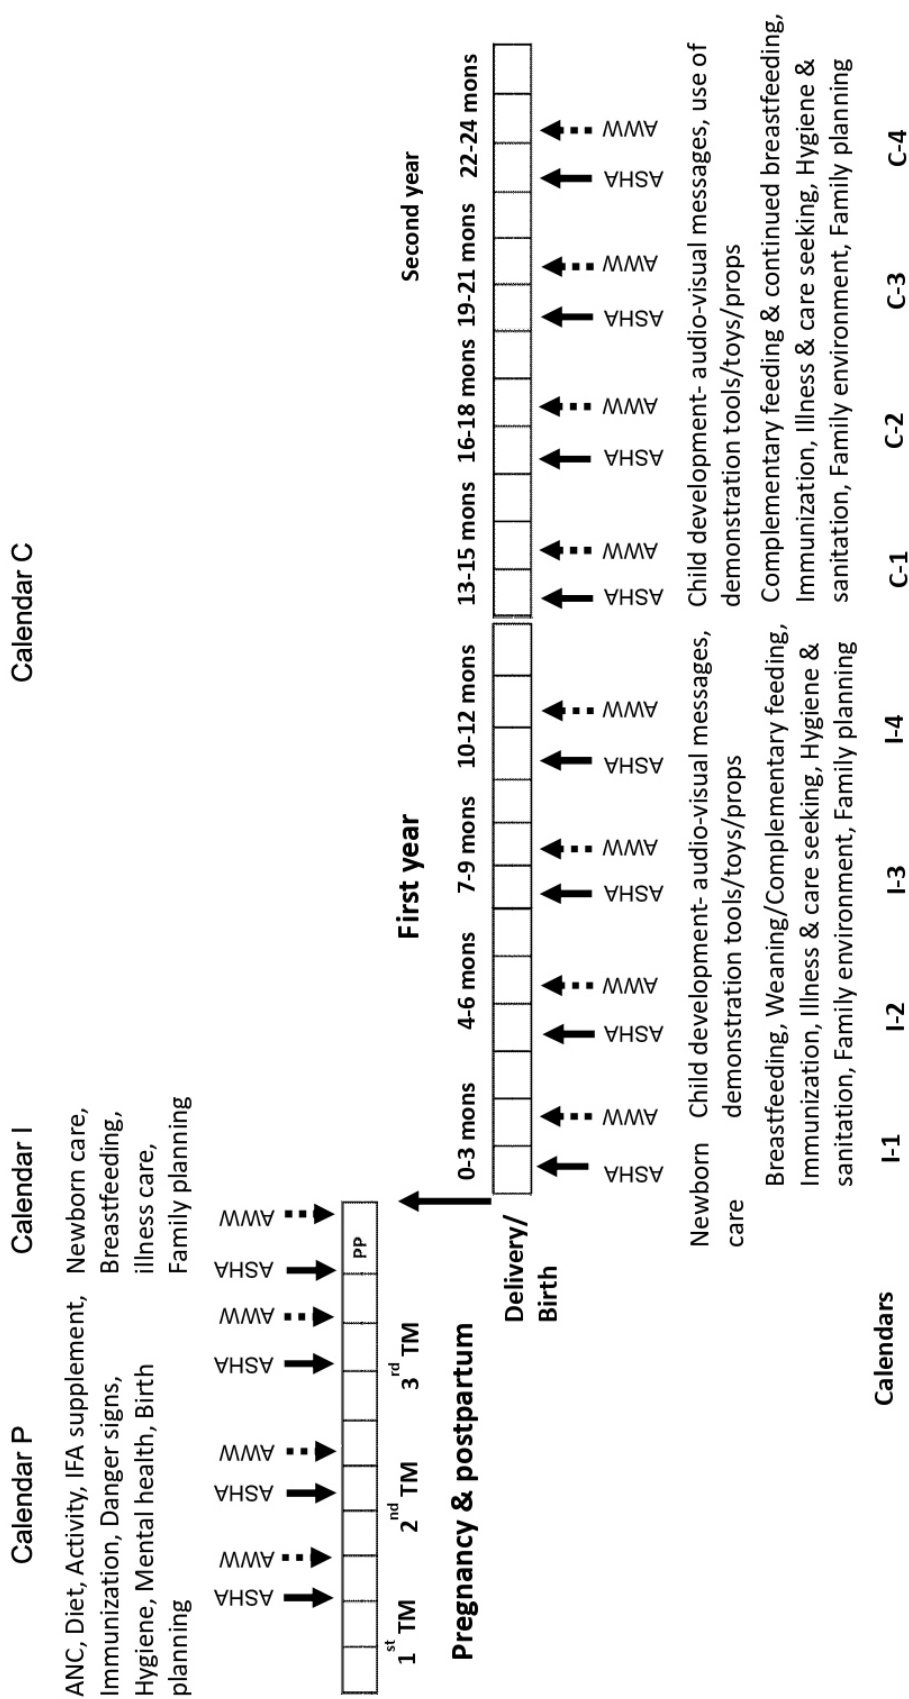 Calendar P
Calendar I
Calendar C
ANC, Diet, Activity, IFA supplement,
Immunization, Danger signs,
Hygiene, Mental health, Birth
planning
Newborn care,
Breastfeeding,
illness care,
Family planning
ASHA
AWW
ASHA
AWW
ASHA
AWW
ASHA
AWW
PP
1st TM
2nd TM
3rd TM
Pregnancy & postpartum
Delivery/
Birth
First year
Second year
0-3 mons
4-6 mons
7-9 mons
10-12 mons
13-15 mons
16-18 mons
19-21 mons
22-24 mons
ASHA
AWW
ASHA
AWW
ASHA
AWW
ASHA
AWW
ASHA
AWW
ASHA
AWW
ASHA
AWW
ASHA
AWW
Newborn
care
Child development- audio-visual messages,
demonstration tools/toys/props
Breastfeeding, Weaning/Complementary feeding,
Immunization, Illness & care seeking, Hygiene &
sanitation, Family environment, Family planning
Child development- audio-visual messages, use of
demonstration tools/toys/props
Complementary feeding & continued breastfeeding,
Immunization, Illness & care seeking, Hygiene &
sanitation, Family environment, Family planning
Calendars
I-1
I-2
I-3
I-4
C-1
C-2
C-3
C-4